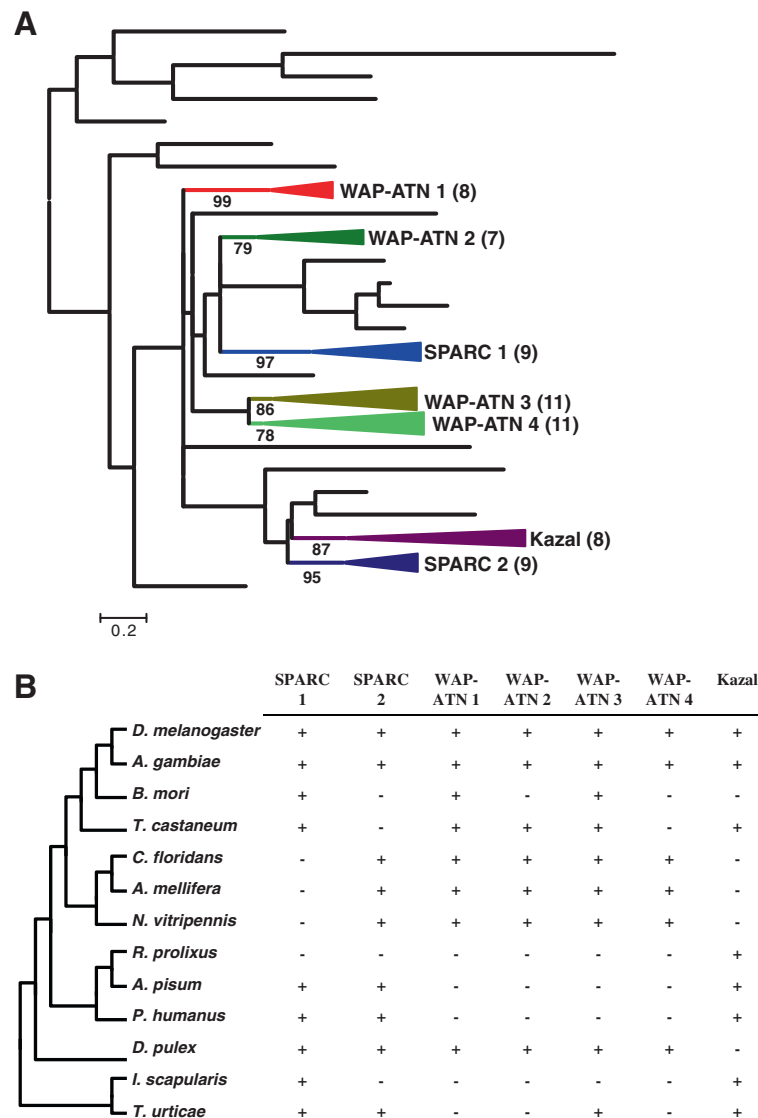 A
WAP-ATN 1 (8)
99
WAP-ATN 2 (7)
79
SPARC 1 (9)
97
WAP-ATN 3 (11)
86
WAP-ATN 4 (11)
78
Kazal (8)
87
SPARC 2 (9)
95
0.2
B
SPARC 1 SPARC 2 WAP-ATN 1 WAP-ATN 2 WAP-ATN 3 WAP-ATN 4 Kazal
D. melanogaster + + + + + + +
A. gambiae + + + + + + +
B. mori + - + - + - -
T. castaneum + - + + + - +
C. floridans - + + + + + -
A. mellifera - + + + + + -
N. vitripennis - + + + + + -
R. prolixus - - - - - - +
A. pisum + + - - - - +
P. humanus + + - - - - +
D. pulex + + + + + + -
I. scapularis + - - - - - +
T. urticae + + - - + - +